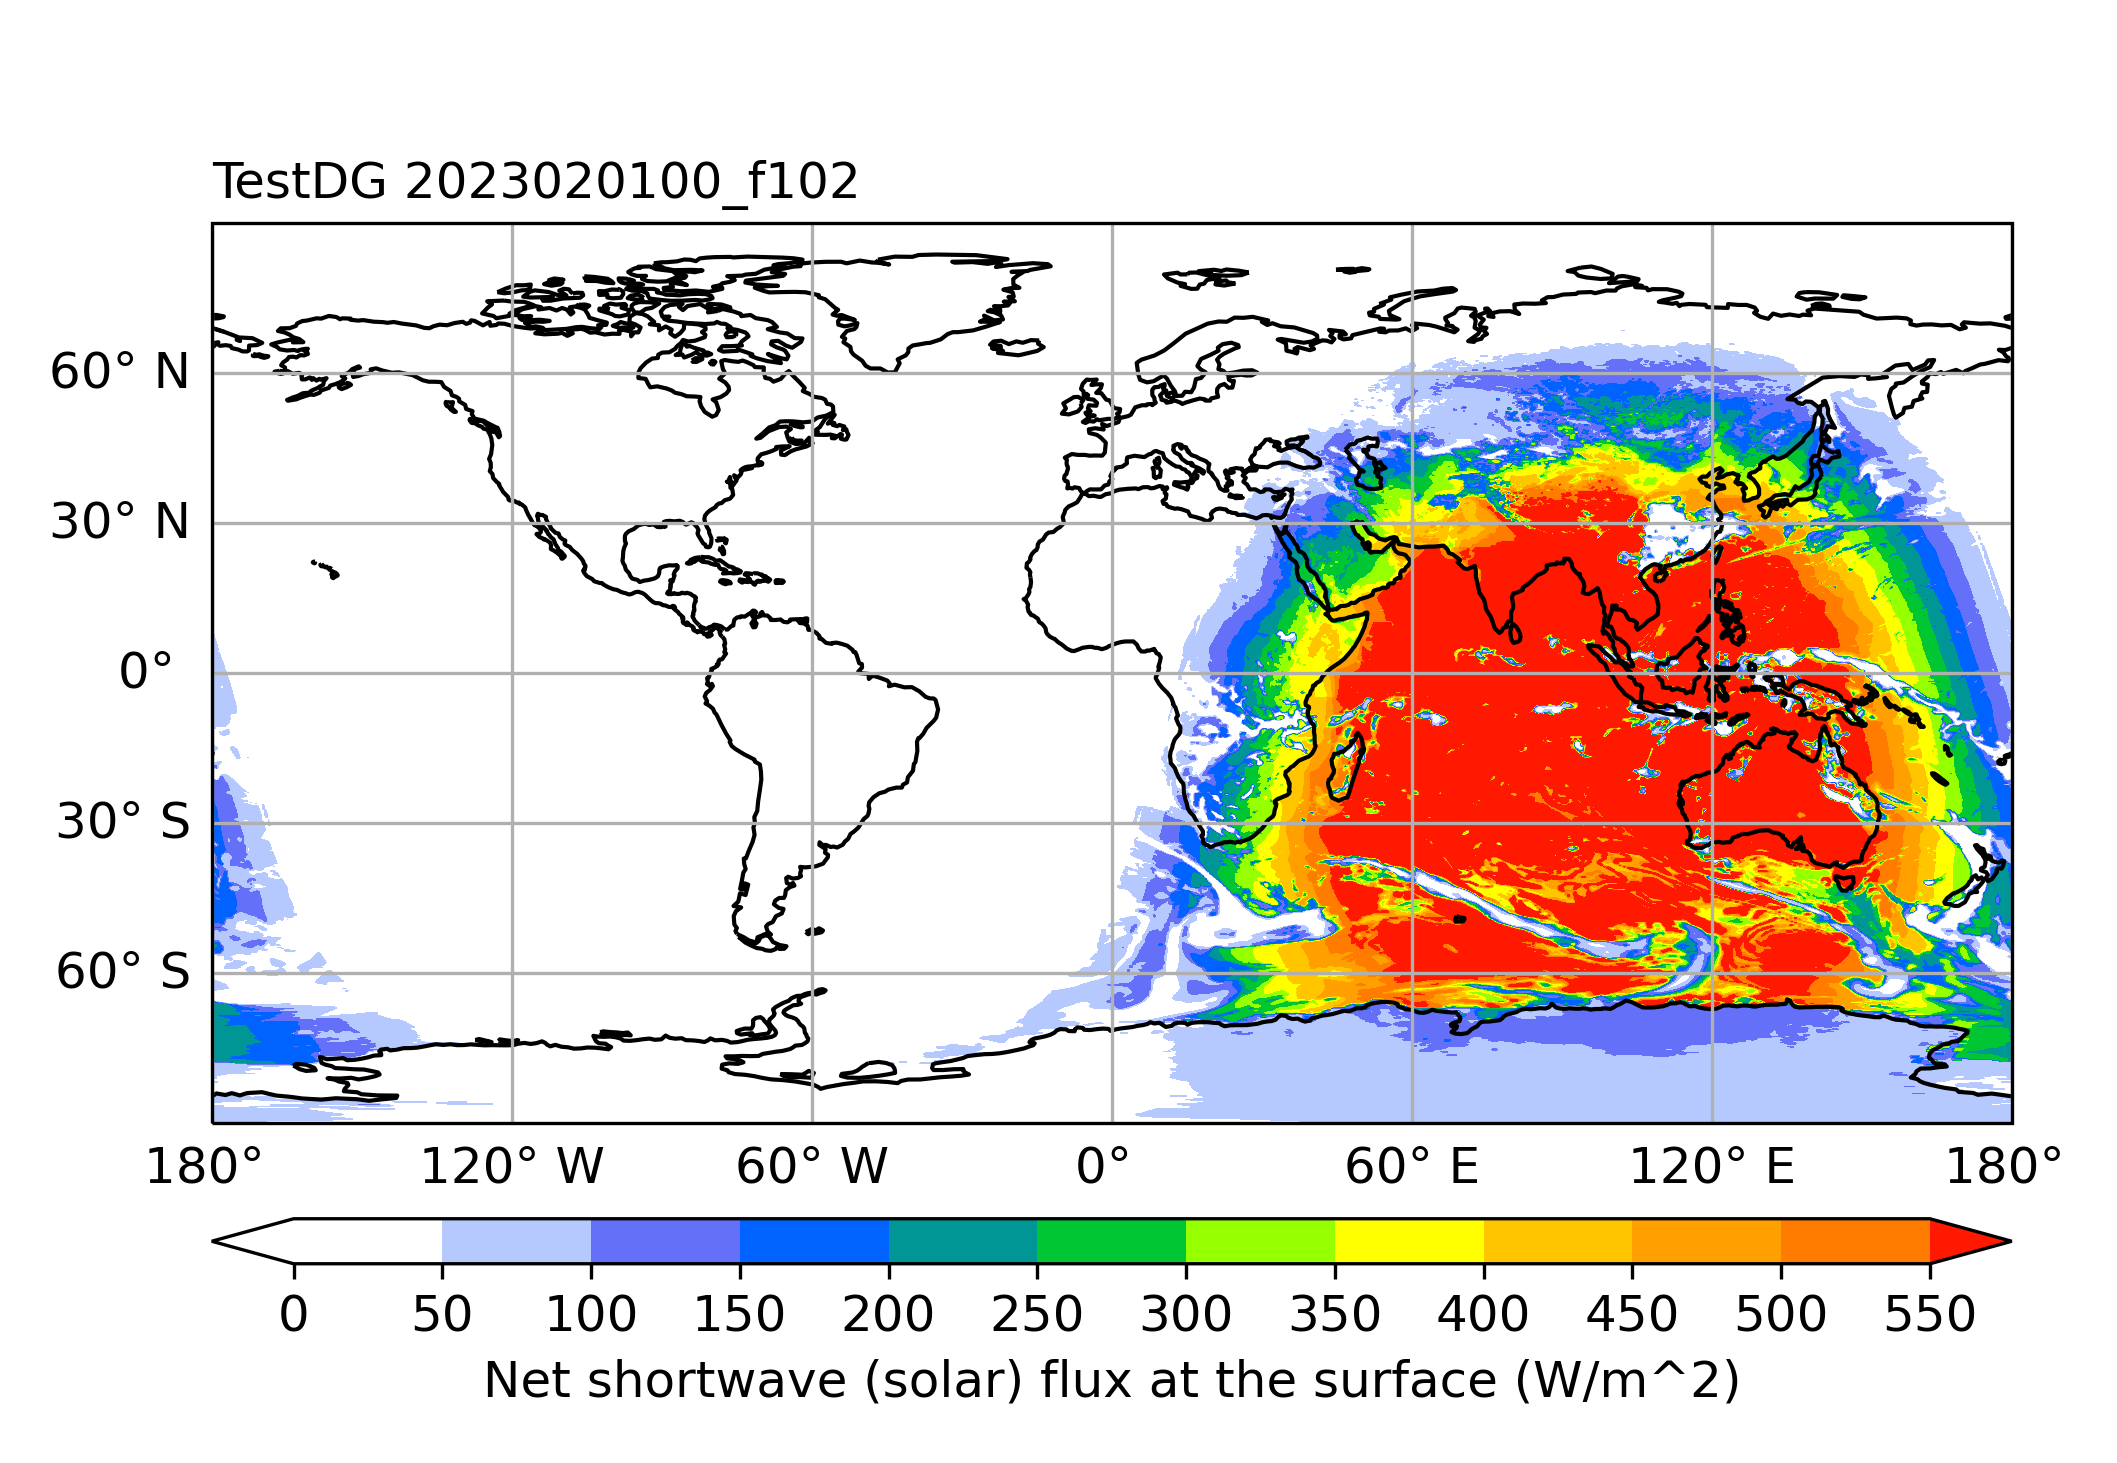 TestDG 2023020100_f102
60° N
30° N
0°
30° S
60° S
180° 120° W 60° W 0° 60° E 120° E 180°
0 50 100 150 200 250 300 350 400 450 500 550
Net shortwave (solar) flux at the surface (W/m^2)